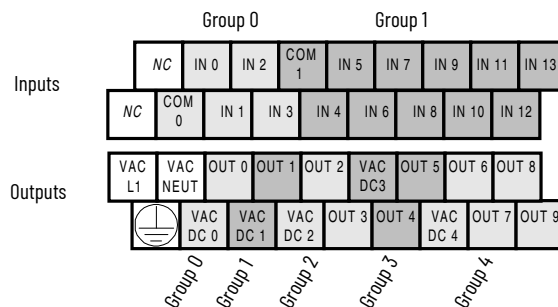 Group 0 Group 1
Inputs
NC IN 0 IN 2 COM 1 IN 5 IN 7 IN 9 IN 11 IN 13
NC COM 0 IN 1 IN 3 IN 4 IN 6 IN 8 IN 10 IN 12
Outputs
VAC L1 VAC NEUT OUT 0 OUT 1 OUT 2 VAC DC3 OUT 5 OUT 6 OUT 8
VAC DC 0 VAC DC 1 VAC DC 2 OUT 3 OUT 4 VAC DC 4 OUT 7 OUT 9
Group 0 Group 1 Group 2 Group 3 Group 4